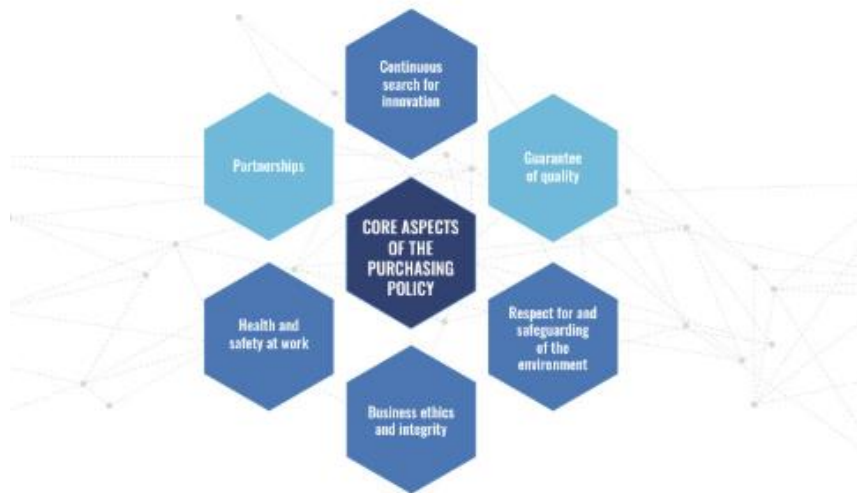 Continuous
search for
innovation
Partnerships
Guarantee
of quality
CORE ASPECTS
OF THE
PURCHASING
POLICY
Health and
safety at work
Respect for and
safeguarding
of the
environment
Business ethics
and integrity